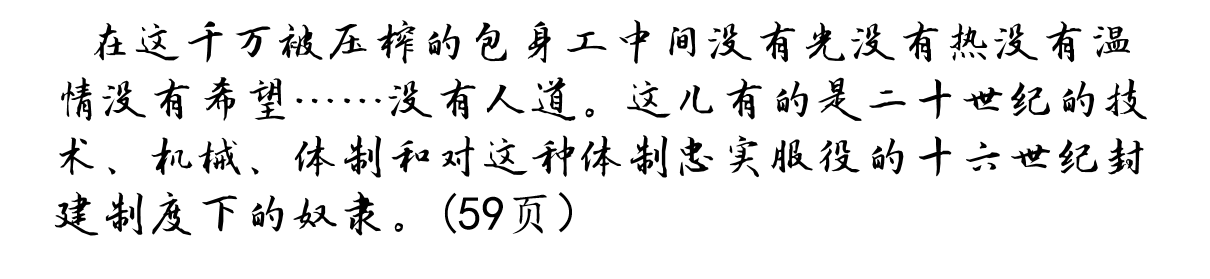 在这千万被压榨的包身工中间没有光没有热没有温
情没有希望……没有人道。这儿有的是二十世纪的技
术、机械、体制和对这种体制忠实服役的十六世纪封
建制度下的奴隶。(59页)